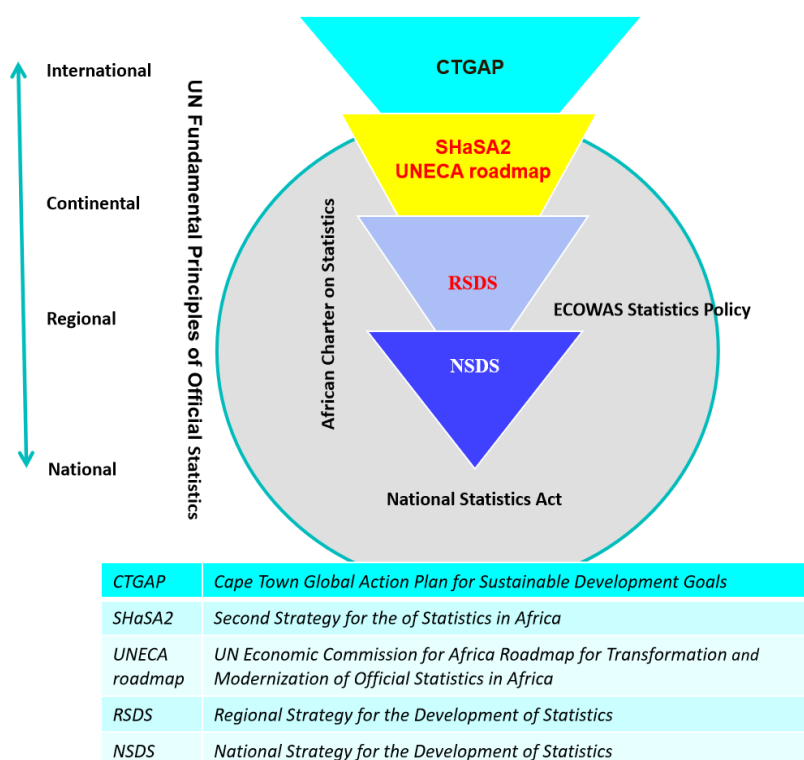 International
CTGAP
UN Fundamental Principles of Official Statistics
SHaSA2
UNECA roadmap
Continental
African Charter on Statistics
RSDS
Regional
ECOWAS Statistics Policy
NSDS
National
National Statistics Act
CTGAP Cape Town Global Action Plan for Sustainable Development Goals
SHaSA2 Second Strategy for the of Statistics in Africa
UNECA UN Economic Commission for Africa Roadmap for Transformation and
roadmap Modernization of Official Statistics in Africa
RSDS Regional Strategy for the Development of Statistics
NSDS National Strategy for the Development of Statistics